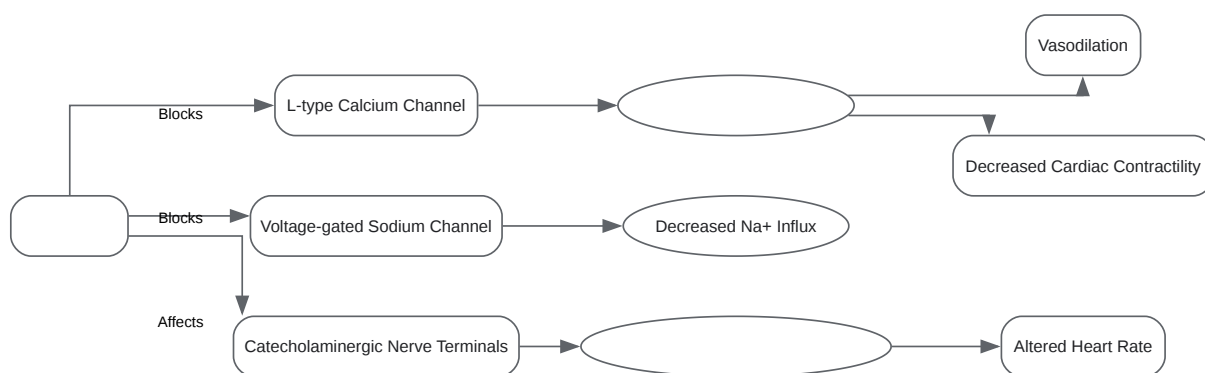 Vasodilation
Blocks
L-type Calcium Channel
Decreased Cardiac Contractility
Blocks
Voltage-gated Sodium Channel
Decreased Na+ Influx
Affects
Catecholaminergic Nerve Terminals
Altered Heart Rate